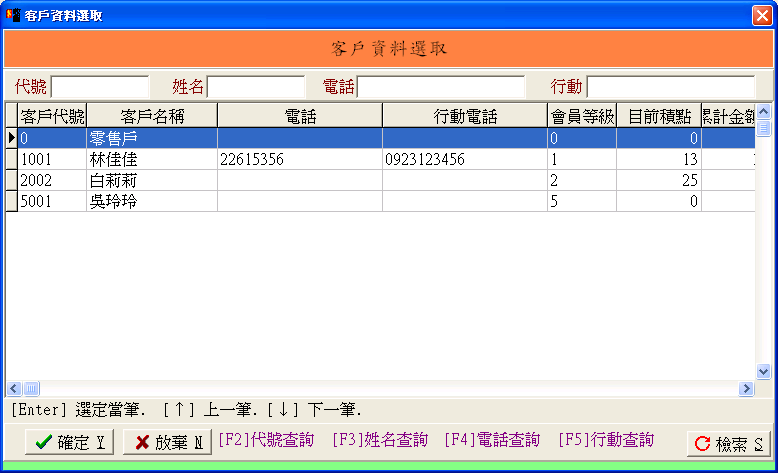 客戶資料選取
客戶資料選取
代號 姓名 電話 行動
客戶代號 客戶名稱 電話 行動電話 會員等級 目前積點 累計金額
0 零售戶 0 0
1001 林佳佳 22615356 0923123456 1 13
2002 白莉莉 2 25
5001 吳玲玲 5 0
[Enter] 選定當筆. [↑] 上一筆. [↓] 下一筆.
確定 Y 放棄 N [F2]代號查詢 [F3]姓名查詢 [F4]電話查詢 [F5]行動查詢 檢索 S